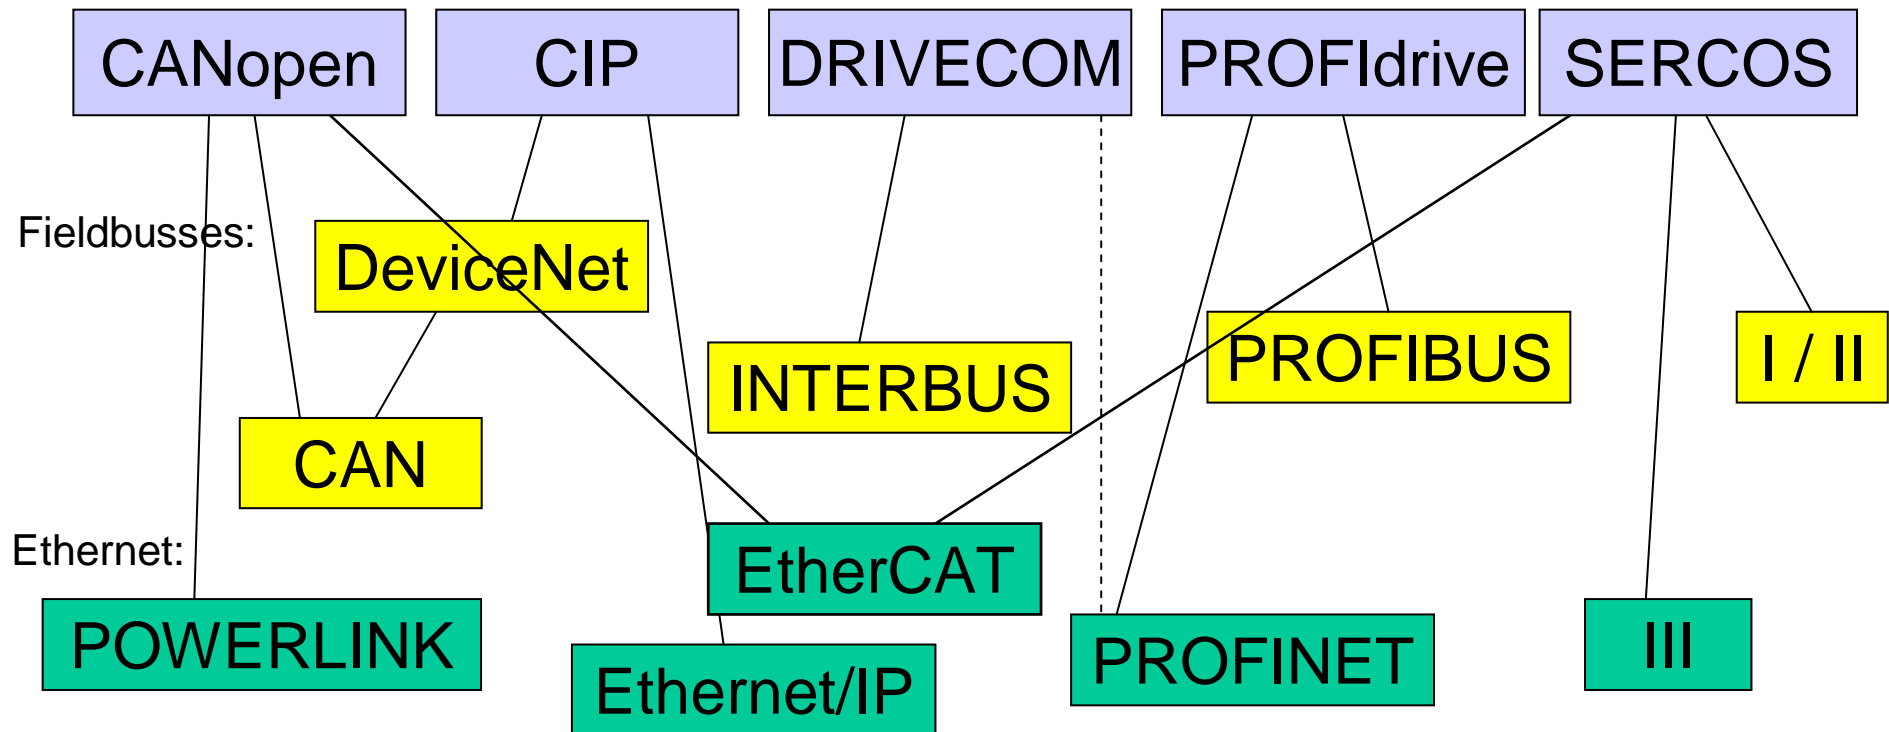 CANopen
CIP
DRIVECOM
PROFIdrive
SERCOS
Fieldbusses:
DeviceNet
INTERBUS
PROFIBUS
I / II
CAN
Ethernet:
EtherCAT
POWERLINK
Ethernet/IP
PROFINET
III